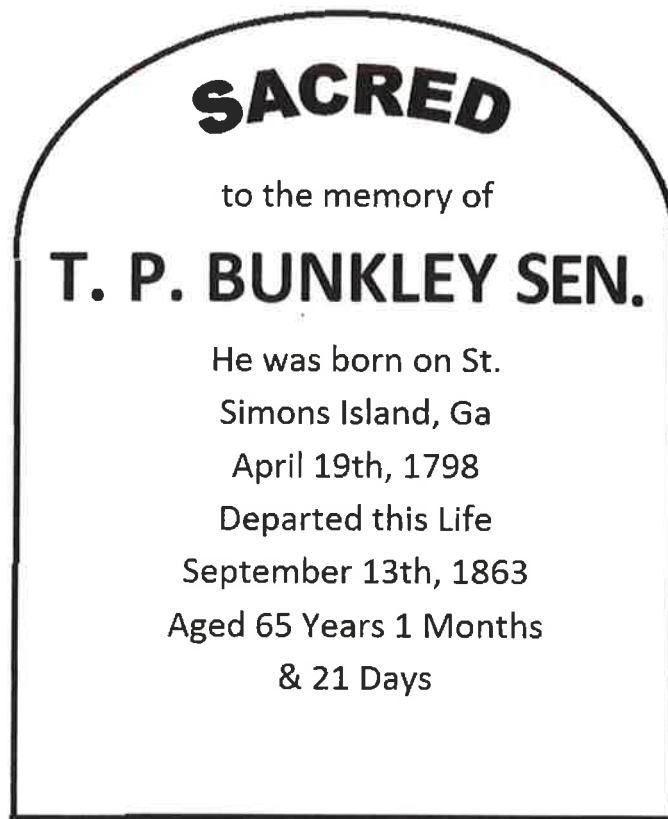 SACRED
to the memory of
T. P. BUNKLEY SEN.
He was born on St.
Simons Island, Ga
April 19th, 1798
Departed this Life
September 13th, 1863
Aged 65 Years 1 Months
& 21 Days